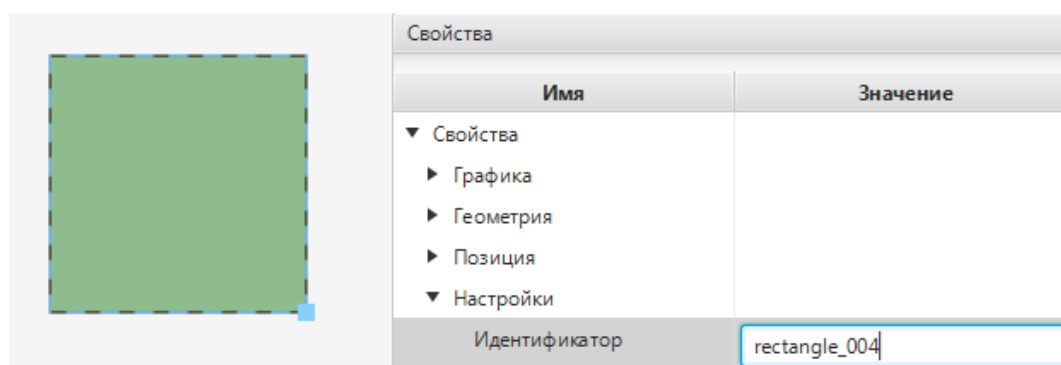 Свойства
Имя Значение
Свойства
Графика
Геометрия
Позиция
Настройки
Идентификатор rectangle_004